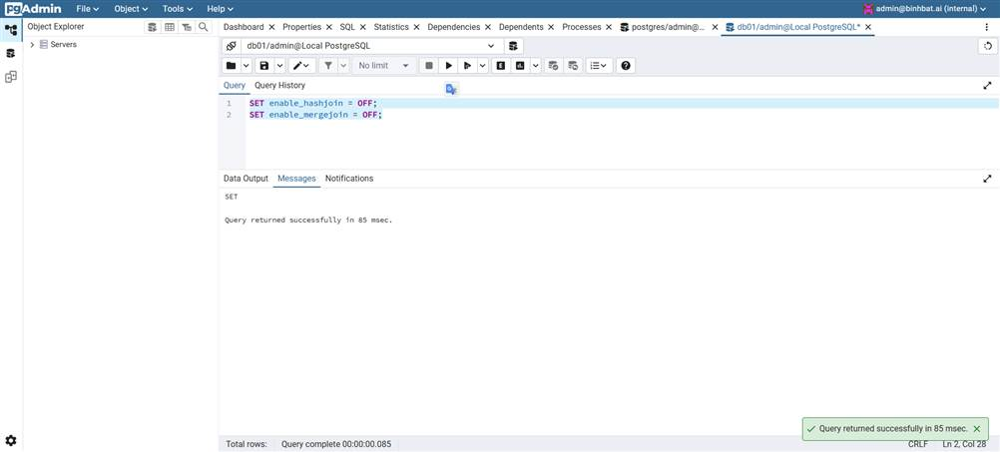 PgAdmin File Object Tools Help admin@binhbat.ai (internal)
Object Explorer
Dashboard Properties SQL Statistics Dependencies Dependents Processes postgres/admin@... db01/admin@Local PostgreSQL*
Servers
db01/admin@Local PostgreSQL
No limit
Query Query History
1 SET enable_hashjoin = OFF;
2 SET enable_mergejoin = OFF;
Data Output Messages Notifications
SET
Query returned successfully in 85 msec.
Query returned successfully in 85 msec.
Total rows: Query complete 00:00:00.085 CRLF Ln 2, Col 28